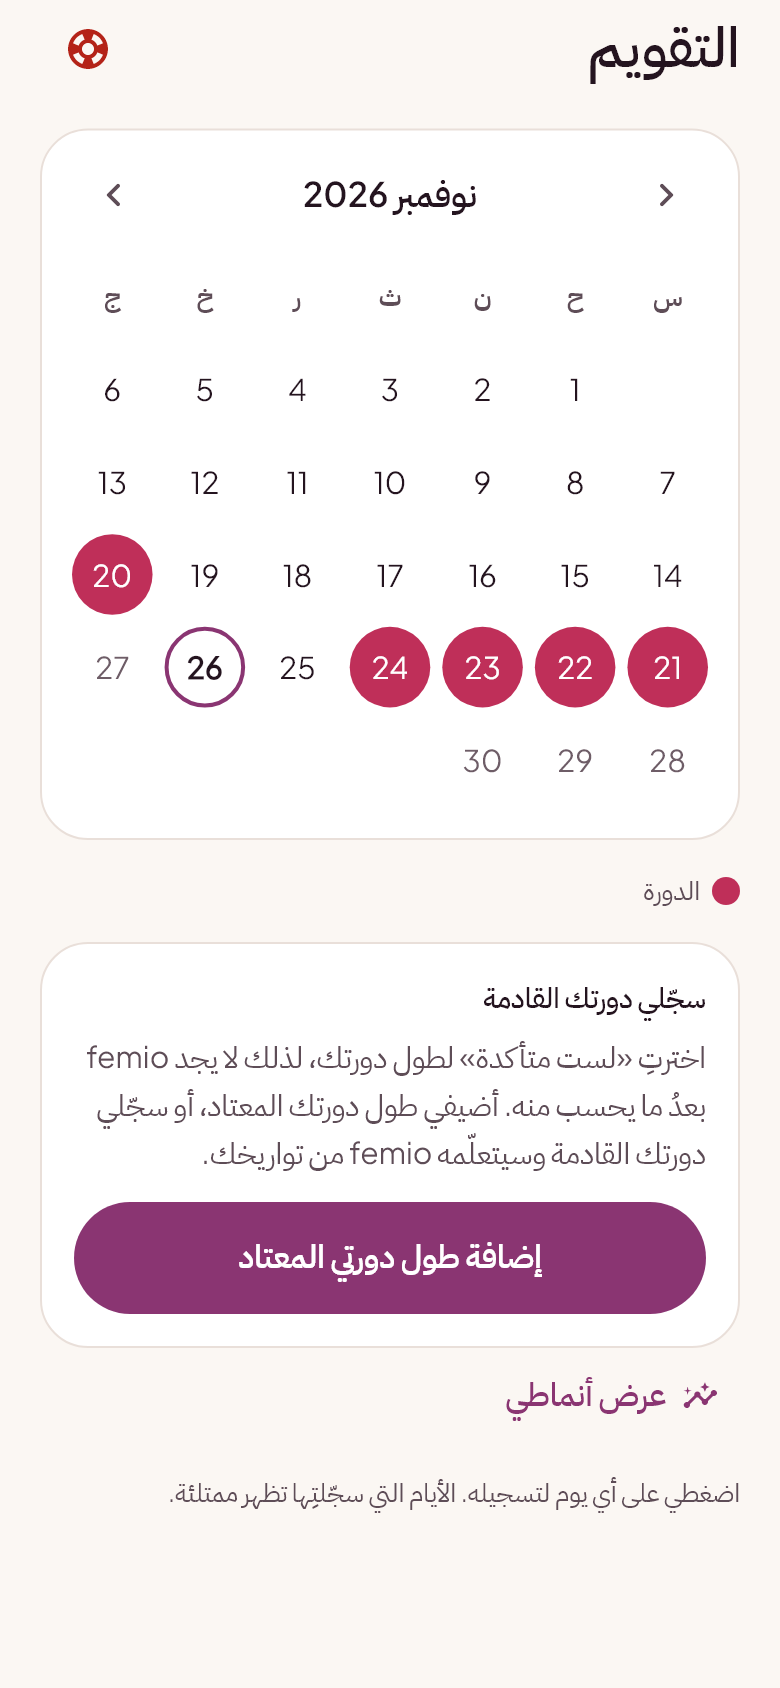 التقويم
نوفمبر 2026
س ح ن ث ر خ ج
1 2 3 4 5 6
7 8 9 10 11 12 13
14 15 16 17 18 19 20
21 22 23 24 25 26 27
28 29 30
الدورة
سجّلي دورتك القادمة
اخترتِ «لست متأكدة» لطول دورتك، لذلك لا يجد femio
بعدُ ما يحسب منه. أضيفي طول دورتك المعتاد، أو سجّلي
دورتك القادمة وسيتعلّمه femio من تواريخك.
إضافة طول دورتي المعتاد
عرض أنماطي
اضغطي على أي يوم لتسجيله. الأيام التي سجّلتِها تظهر ممتلئة.